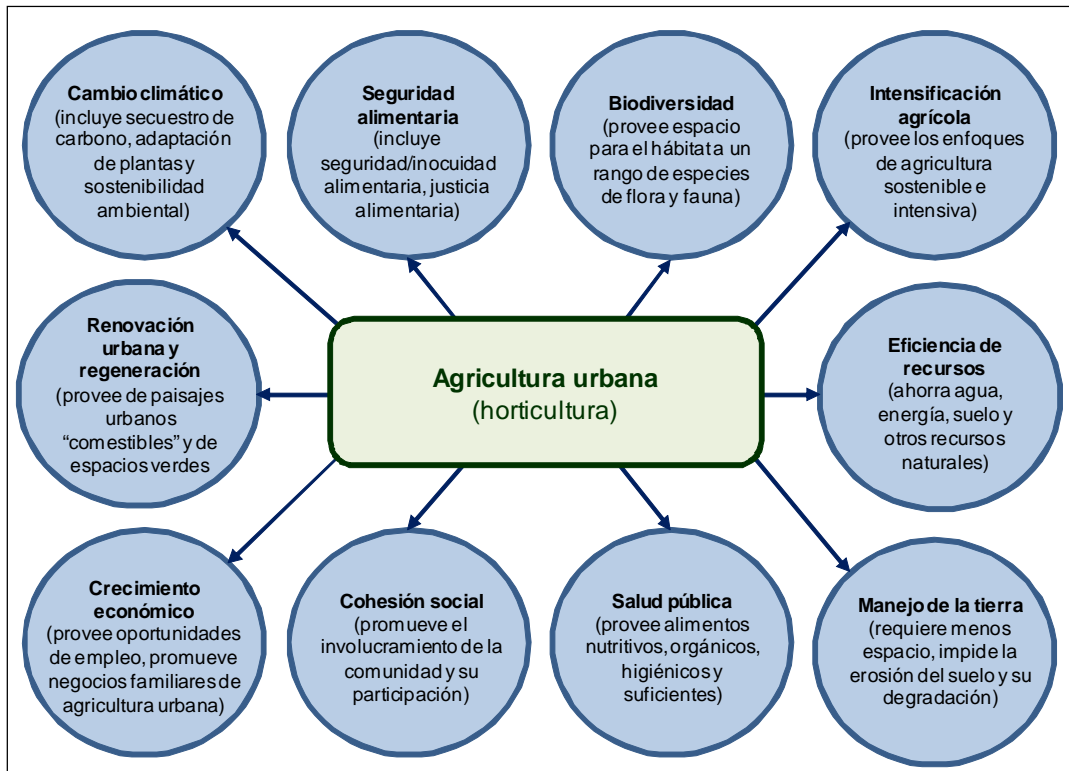 Cambio climático
(incluye secuestro de
carbono, adaptación
de plantas y
sostenibilidad
ambiental)
Seguridad
alimentaria
(incluye
seguridad/inocuidad
alimentaria, justicia
alimentaria)
Biodiversidad
(provee espacio
para el hábitat a un
rango de especies
de flora y fauna)
Intensificación
agrícola
(provee los enfoques
de agricultura
sostenible e
intensiva)
Renovación
urbana y
regeneración
(provee de paisajes
urbanos
“comestibles” y de
espacios verdes
Agricultura urbana
(horticultura)
Eficiencia de
recursos
(ahorra agua,
energía, suelo y
otros recursos
naturales)
Crecimiento
económico
(provee oportunidades
de empleo, promueve
negocios familiares de
agricultura urbana)
Cohesión social
(promueve el
involucramiento de la
comunidad y su
participación)
Salud pública
(provee alimentos
nutritivos, orgánicos,
higiénicos y
suficientes)
Manejo de la tierra
(requiere menos
espacio, impide la
erosión del suelo y su
degradación)